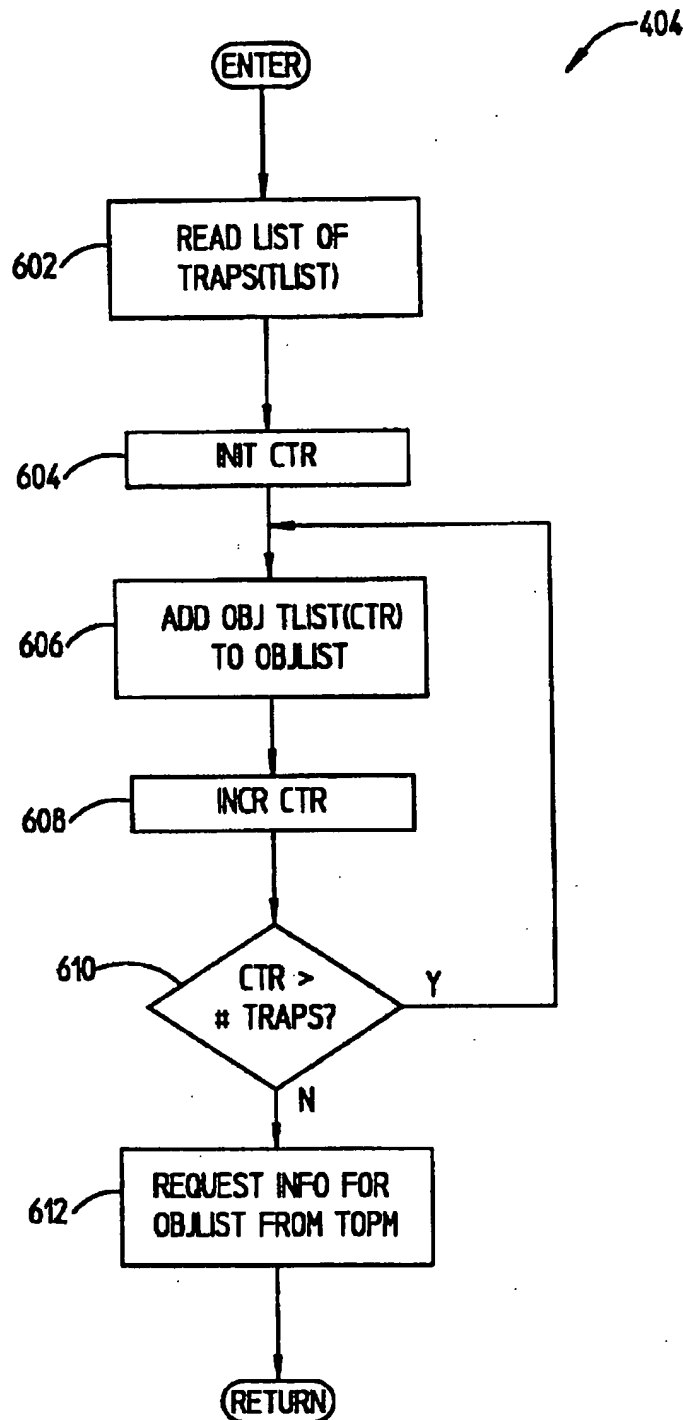 404
ENTER
602
READ LIST OF
TRAPS(TLIST)
604
INIT CTR
606
ADD OBJ TLIST(CTR)
TO OBJLIST
608
INCR CTR
610
CTR >
# TRAPS?
Y
N
612
REQUEST INFO FOR
OBJLIST FROM TOPM
RETURN